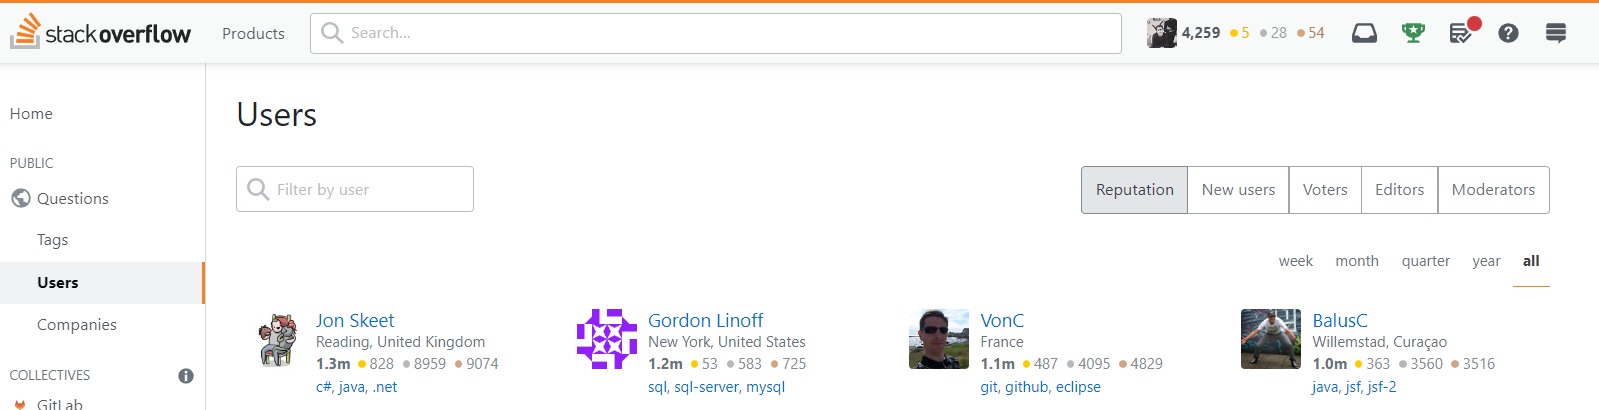 stackoverflow Products Search... 4,259 5 28 54
Home
PUBLIC
Questions
Tags
Users
Companies
COLLECTIVES
GitLab
Users
Filter by user
Reputation New users Voters Editors Moderators
week month quarter year all
Jon Skeet
Reading, United Kingdom
1.3m 828 8959 9074
c#, java, .net
Gordon Linoff
New York, United States
1.2m 53 583 725
sql, sql-server, mysql
VonC
France
1.1m 487 4095 4829
git, github, eclipse
BalusC
Willemstad, Curaçao
1.0m 363 3560 3516
java, jsf, jsf-2